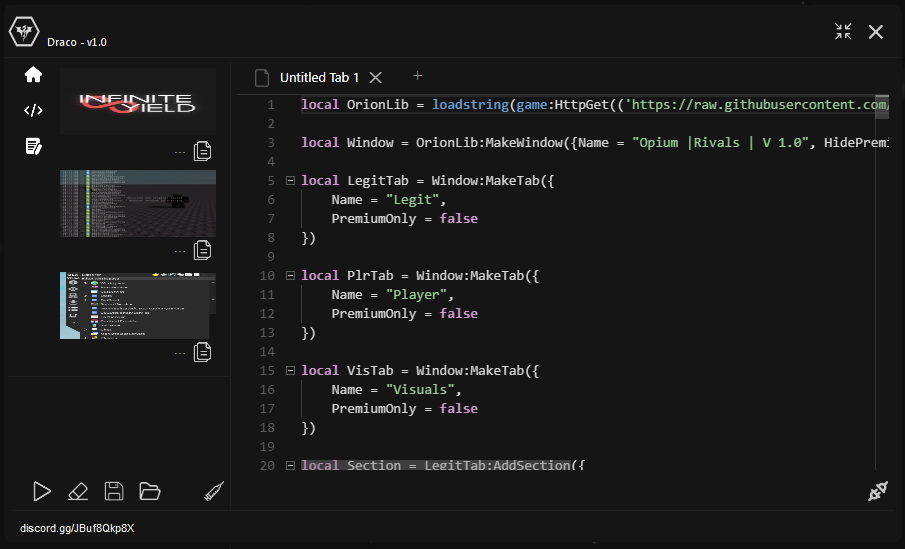 Draco - v1.0
INFINITE
YIELD
Untitled Tab 1
1 local OrionLib = loadstring(game:HttpGet(('https://raw.githubusercontent.com/
2
3 local Window = OrionLib:MakeWindow({Name = "Opium |Rivals | V 1.0", HidePremi
4
5 local LegitTab = Window:MakeTab({
6 Name = "Legit",
7 PremiumOnly = false
8 })
9
10 local PlrTab = Window:MakeTab({
11 Name = "Player",
12 PremiumOnly = false
13 })
14
15 local VisTab = Window:MakeTab({
16 Name = "Visuals",
17 PremiumOnly = false
18 })
19
20 local Section = LegitTab:AddSection({
discord.gg/JBuf8Qkp8X